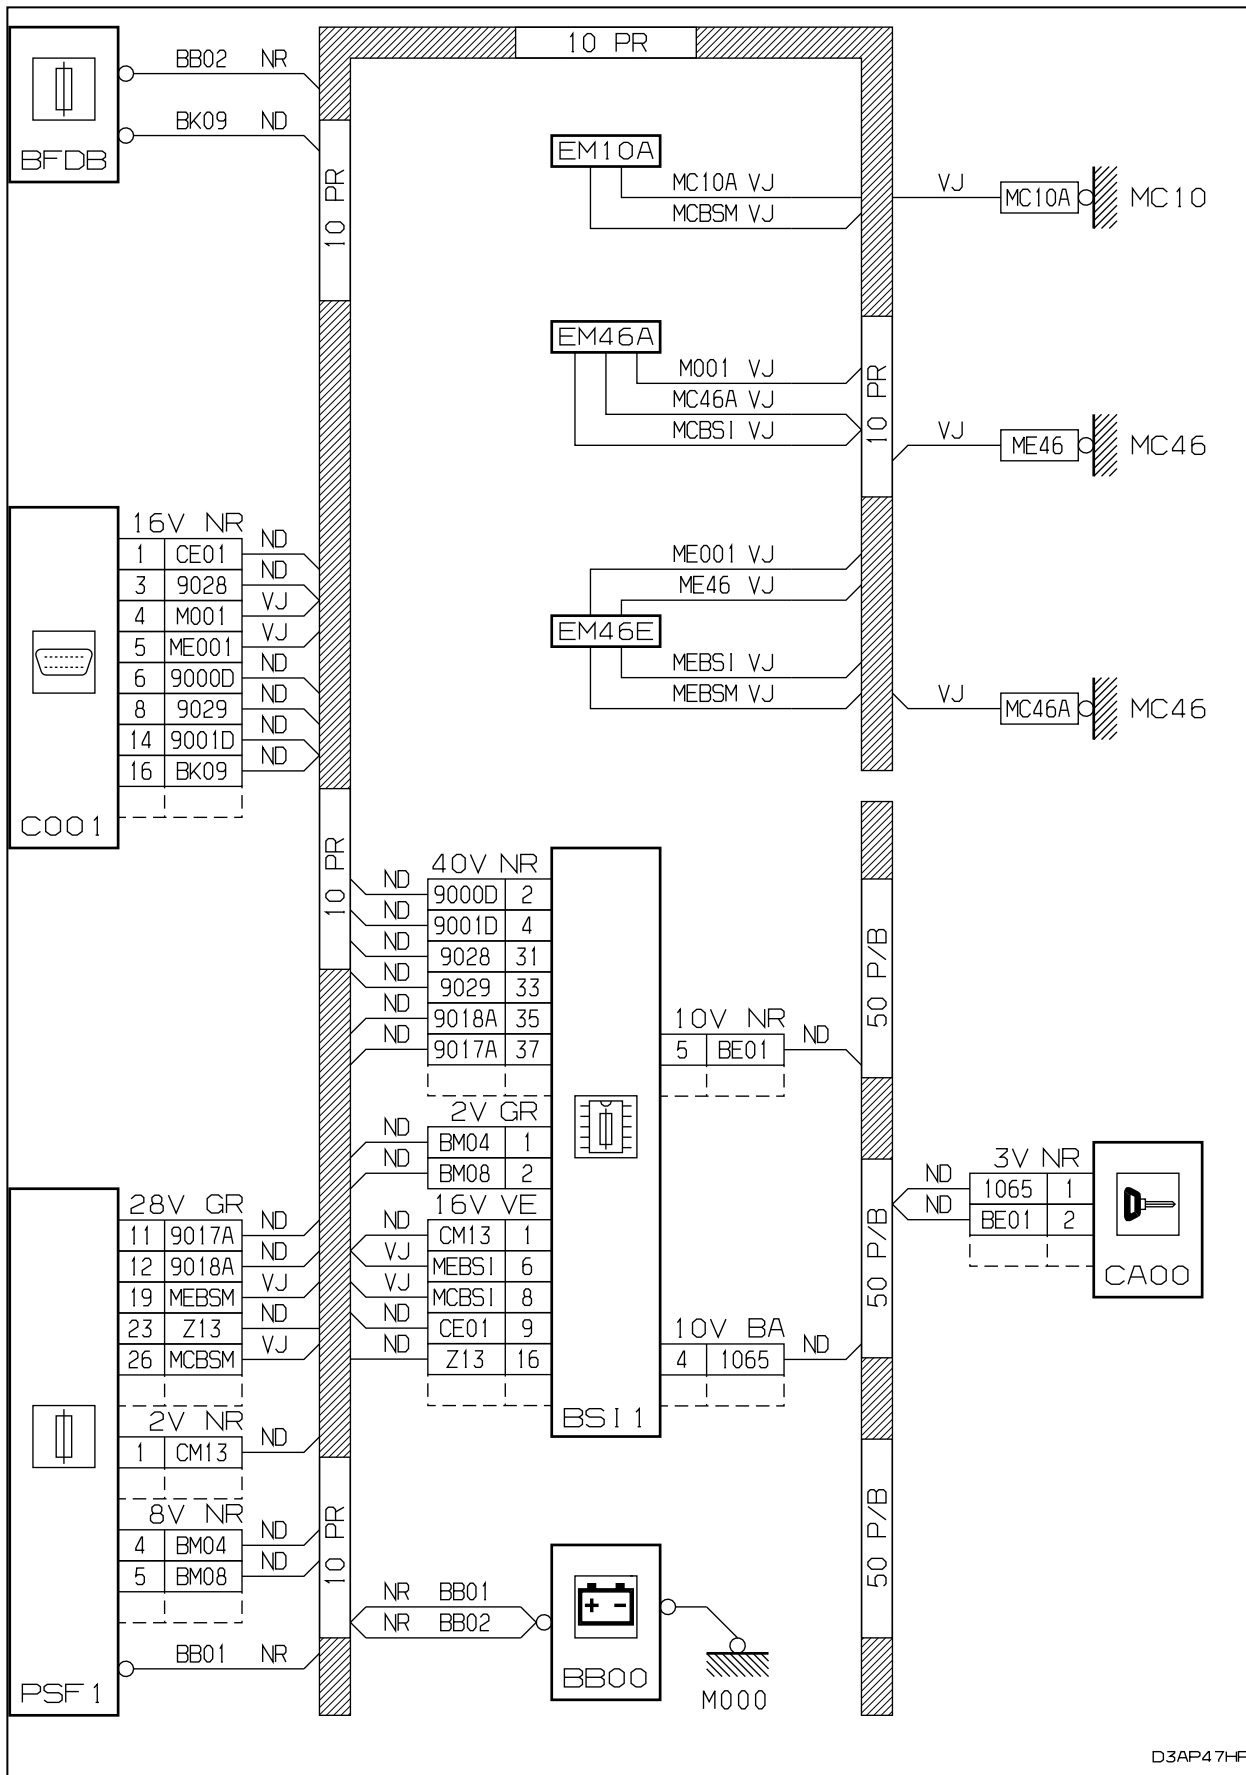 10 PR
BB02 NR
BK09 ND
BFDB
10 PR
EM10A
MC10A VJ
MCBSM VJ
VJ
MC10A
MC10
EM46A
M001 VJ
MC46A VJ
MCBSI VJ
10 PR
VJ
ME46
MC46
16V NR
1 CE01 ND
3 9028 ND
4 M001 VJ
5 ME001 VJ
6 9000D ND
8 9029 ND
14 9001D ND
16 BK09 ND
C001
ME001 VJ
ME46 VJ
EM46E
MEBSI VJ
MEBSM VJ
VJ
MC46A
MC46
10 PR
40V NR
ND 9000D 2
ND 9001D 4
ND 9028 31
ND 9029 33
ND 9018A 35
ND 9017A 37
10V NR
5 BE01 ND
50 P/B
2V GR
ND BM04 1
ND BM08 2
16V VE
ND CM13 1
VJ MEBSI 6
VJ MCBSI 8
ND CE01 9
ND Z13 16
10V BA
4 1065 ND
BSI1
50 P/B
3V NR
ND 1065 1
ND BE01 2
CA00
28V GR
11 9017A ND
12 9018A ND
19 MEBSM VJ
23 Z13 ND
26 MCBSM VJ
2V NR
1 CM13 ND
8V NR
4 BM04 ND
5 BM08 ND
BB01 NR
PSF1
10 PR
NR BB01
NR BB02
+ -
BB00
M000
50 P/B
D3AP47HF